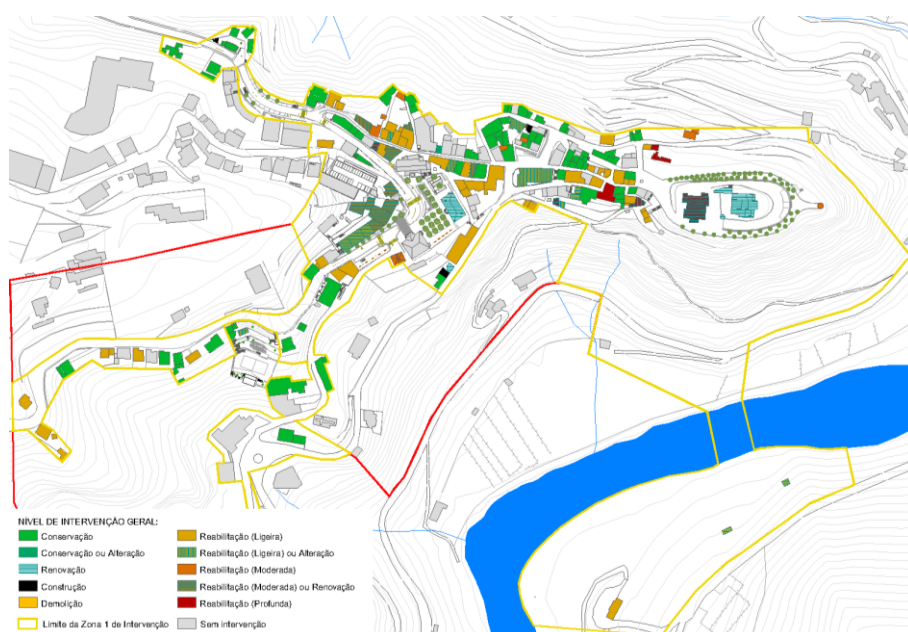 NÍVEL DE INTERVENÇÃO GERAL:
Conservação
Conservação ou Alteração
Renovação
Construção
Demolição
Limite da Zona 1 de Intervenção
Reabilitação (Ligeira)
Reabilitação (Ligeira) ou Alteração
Reabilitação (Moderada)
Reabilitação (Moderada) ou Renovação
Reabilitação (Profunda)
Sem intervenção